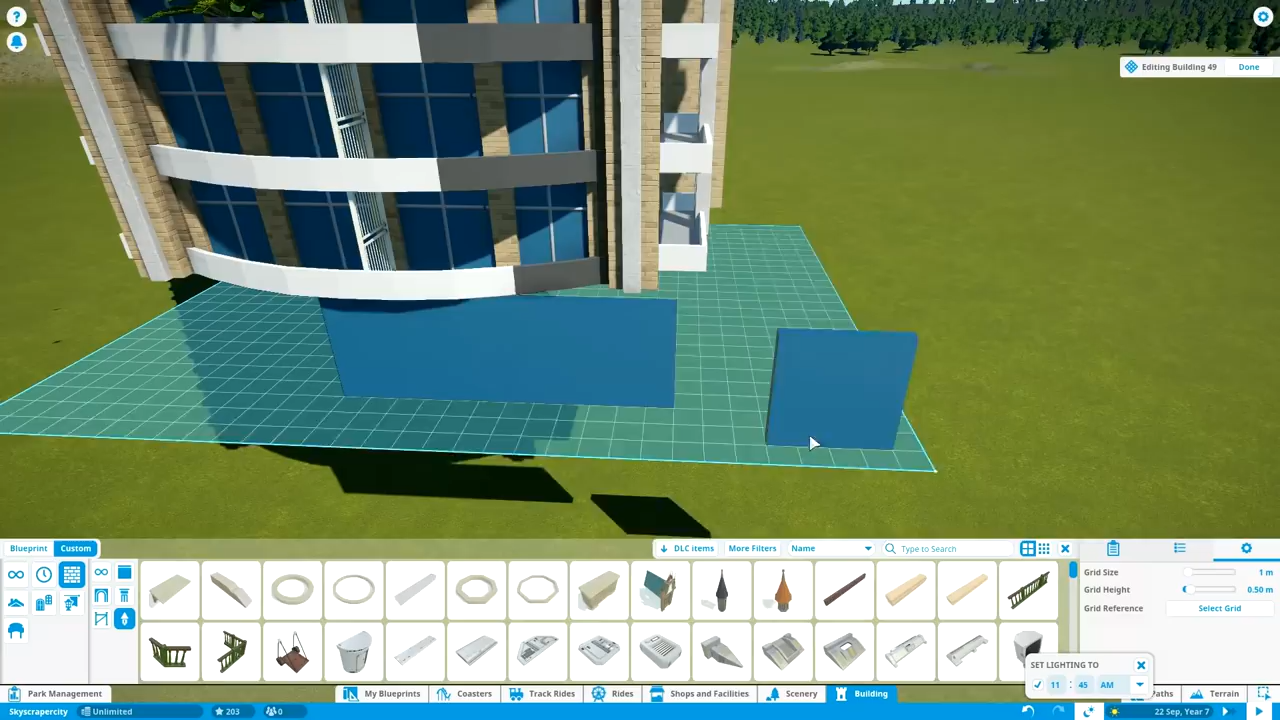 Editing Building 49 Done
Blueprint Custom
DLC items More Filters Name Type to Search
Grid Size 1 m
Grid Height 0.50 m
Grid Reference Select Grid
SET LIGHTING TO
11 : 45 AM
Park Management My Blueprints Coasters Track Rides Rides Shops and Facilities Scenery Building Paths Terrain
Skyscrapercity Unlimited 203 0 22 Sep, Year 7